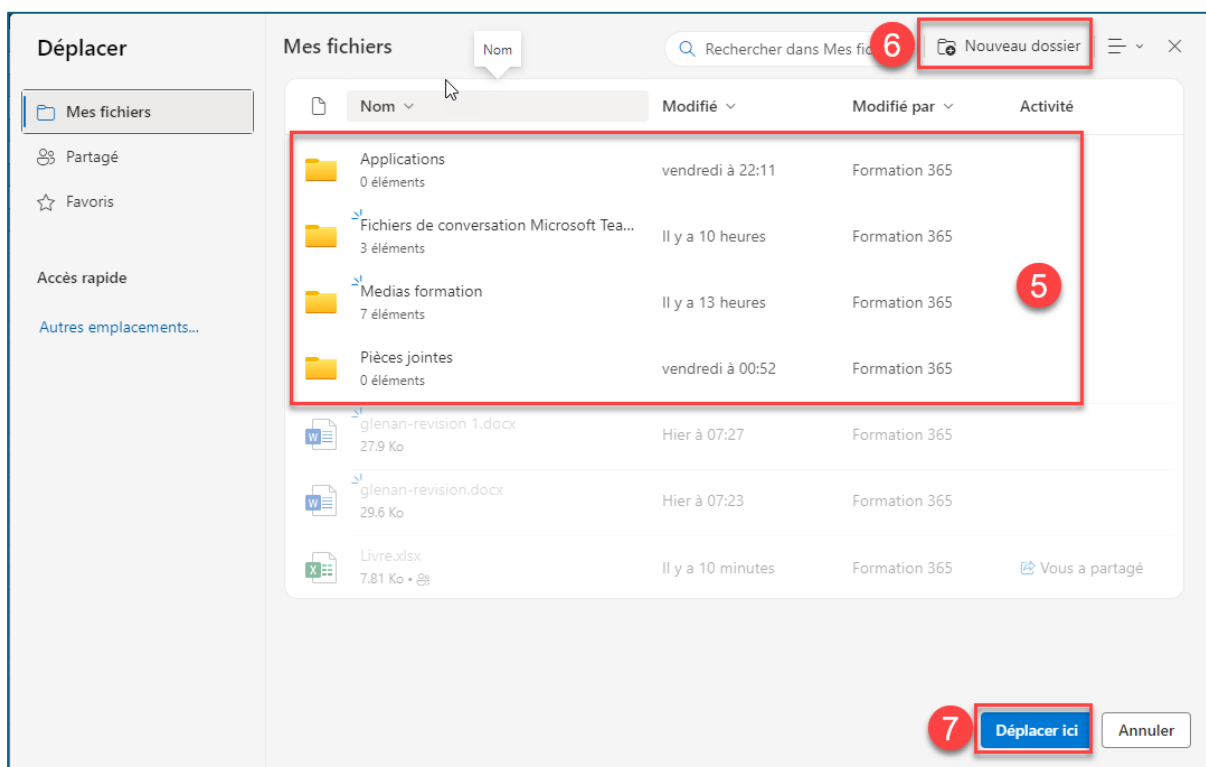 Déplacer
Mes fichiers
Nom
Rechercher dans Mes fic
6
Nouveau dossier
Mes fichiers
Partagé
Favoris
Accès rapide
Autres emplacements...
Nom
Modifié
Modifié par
Activité
Applications
0 éléments
vendredi à 22:11
Formation 365
Fichiers de conversation Microsoft Tea...
3 éléments
Il y a 10 heures
Formation 365
5
Medias formation
7 éléments
Il y a 13 heures
Formation 365
Pièces jointes
0 éléments
vendredi à 00:52
Formation 365
glenan-revision 1.docx
27.9 Ko
Hier à 07:27
Formation 365
glenan-revision.docx
29.6 Ko
Hier à 07:23
Formation 365
Livre.xlsx
7.81 Ko •
Il y a 10 minutes
Formation 365
Vous a partagé
7
Déplacer ici
Annuler